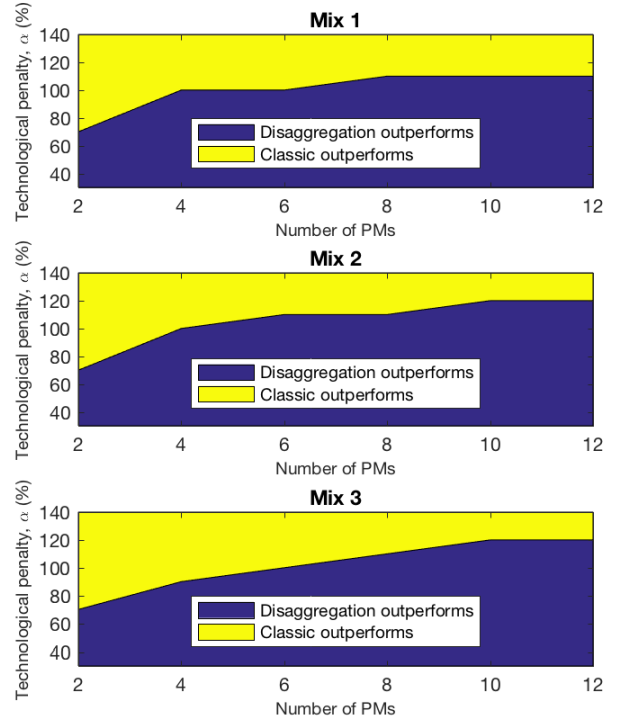 Mix 1
Technological penalty, α (%)
140
120
100
80
60
40
Disaggregation outperforms
Classic outperforms
2 4 6 8 10 12
Number of PMs
Mix 2
Technological penalty, α (%)
140
120
100
80
60
40
Disaggregation outperforms
Classic outperforms
2 4 6 8 10 12
Number of PMs
Mix 3
Technological penalty, α (%)
140
120
100
80
60
40
Disaggregation outperforms
Classic outperforms
2 4 6 8 10 12
Number of PMs